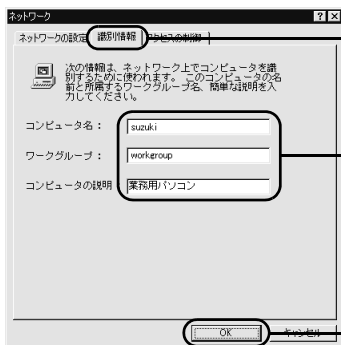 ネットワーク
ネットワークの設定 識別情報 アクセスの制御
次の情報は、ネットワーク上でコンピュータを識
別するために使われます。このコンピュータの名
前と所属するワークグループ名、簡単な説明を入
力してください。
コンピュータ名：
suzuki
ワークグループ：
workgroup
コンピュータの説明
業務用パソコン
OK キャンセル